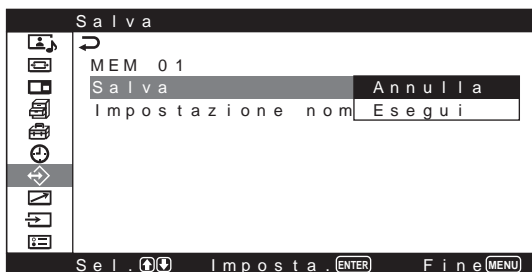 Salva
MEM 01
Salva Annulla
Impostazione nom Esegui
Sel. Imposta. ENTER Fine MENU